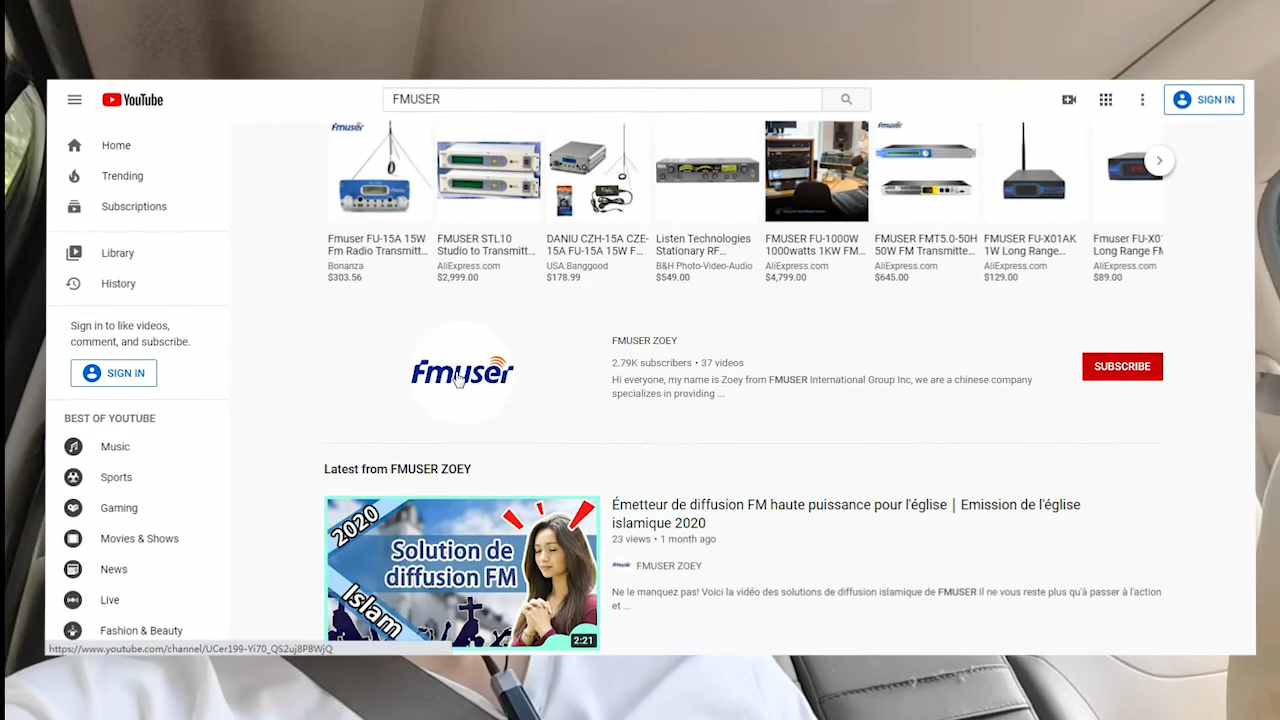 YouTube
FMUSER
SIGN IN
Home
Trending
Subscriptions
Library
History
Sign in to like videos,
comment, and subscribe.
SIGN IN
BEST OF YOUTUBE
Music
Sports
Gaming
Movies & Shows
News
Live
Fashion & Beauty
Fmuser
Fmuser
Fmuser FU-15A 15W
Fm Radio Transmitt...
Bonanza
$303.56
FMUSER STL10
Studio to Transmitt...
AliExpress.com
$2,999.00
DANIU CZH-15A CZE-
15A FU-15A 15W F...
USA.Banggood
$178.99
Listen Technologies
Stationary RF...
B&H Photo-Video-Audio
$549.00
FMUSER FU-1000W
1000watts 1KW FM...
AliExpress.com
$4,799.00
FMUSER FMT5.0-50H
50W FM Transmitte...
AliExpress.com
$645.00
FMUSER FU-X01AK
1W Long Range...
AliExpress.com
$129.00
Fmuser FU-X0
Long Range FM
AliExpress.com
$89.00
Fmuser
FMUSER ZOEY
2.79K subscribers • 37 videos
Hi everyone, my name is Zoey from FMUSER International Group Inc, we are a chinese company
specializes in providing ...
SUBSCRIBE
Latest from FMUSER ZOEY
2020
Solution de
diffusion FM
Islam
2:21
Émetteur de diffusion FM haute puissance pour l'église | Emission de l'église
islamique 2020
23 views • 1 month ago
Fmuser
FMUSER ZOEY
Ne le manquez pas! Voici la vidéo des solutions de diffusion islamique de FMUSER Il ne vous reste plus qu'à passer à l'action
et ...
https://www.youtube.com/channel/UCer199-Yi70_QS2uj8P8WjQ